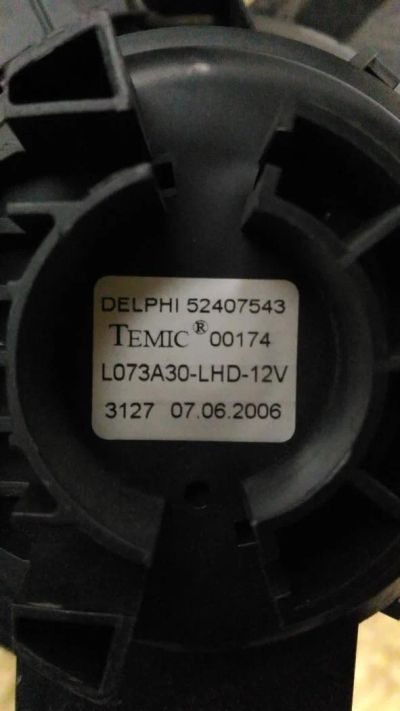 DELPHI 52407543
TEMIC® 00174
L073A30-LHD-12V
3127 07.06.2006